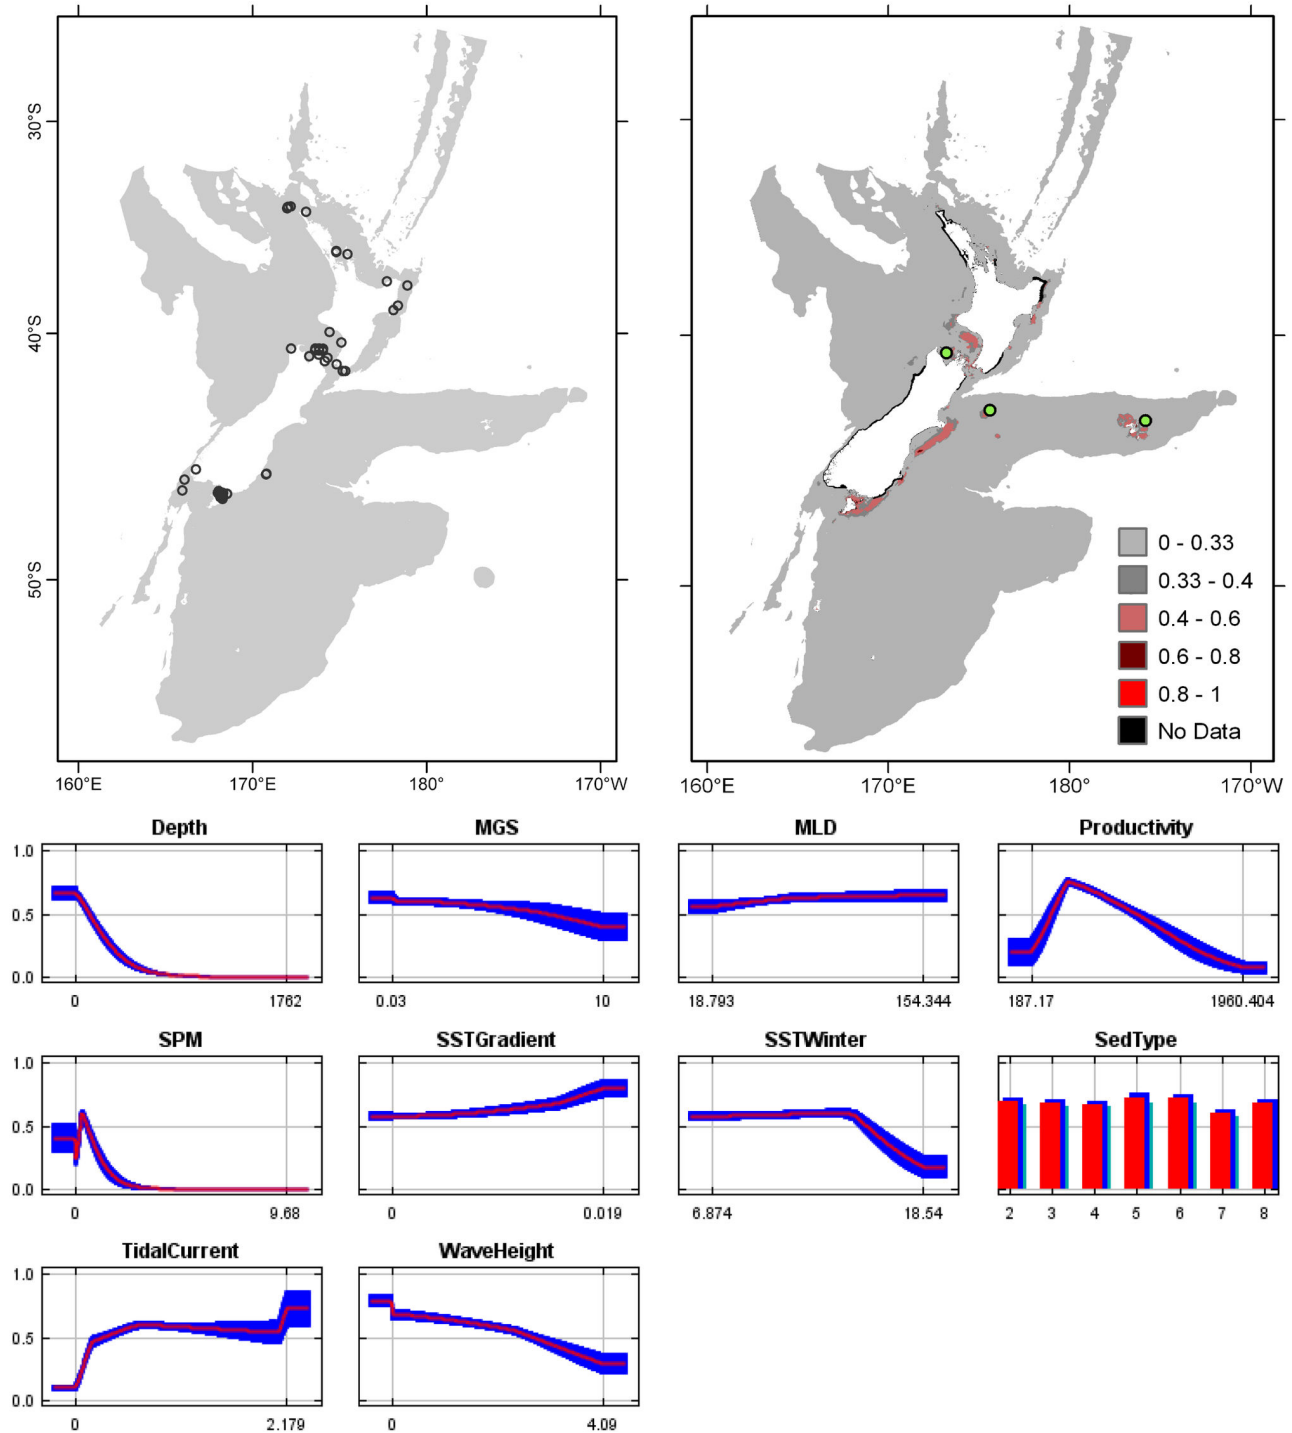 30°S
40°S
50°S
160°E 170°E 180° 170°W
0 - 0.33
0.33 - 0.4
0.4 - 0.6
0.6 - 0.8
0.8 - 1
No Data
160°E 170°E 180° 170°W
Depth MGS MLD Productivity
1.0
0.5
0.0
0 1762 0.03 10 18.793 154.344 187.17 1960.404
SPM SSTGradient SSTWinter SedType
1.0
0.5
0.0
0 9.68 0 0.019 6.874 18.54 2 3 4 5 6 7 8
TidalCurrent WaveHeight
1.0
0.5
0.0
0 2.179 0 4.09